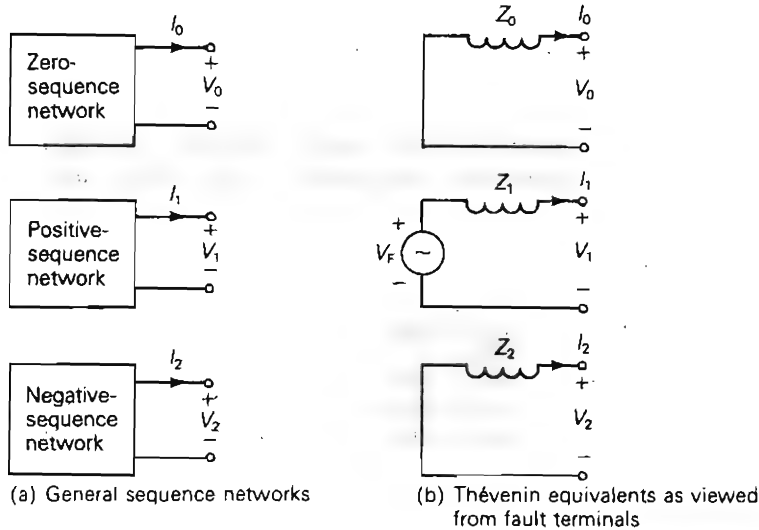 I₀
Zero-
sequence
network
+
V₀
−
Z₀
I₀
+
V₀
−
I₁
Positive-
sequence
network
+
V₁
−
Z₁
I₁
+
V_F
~
−
+
V₁
−
I₂
Negative-
sequence
network
+
V₂
−
Z₂
I₂
+
V₂
−
(a) General sequence networks
(b) Thévenin equivalents as viewed
from fault terminals